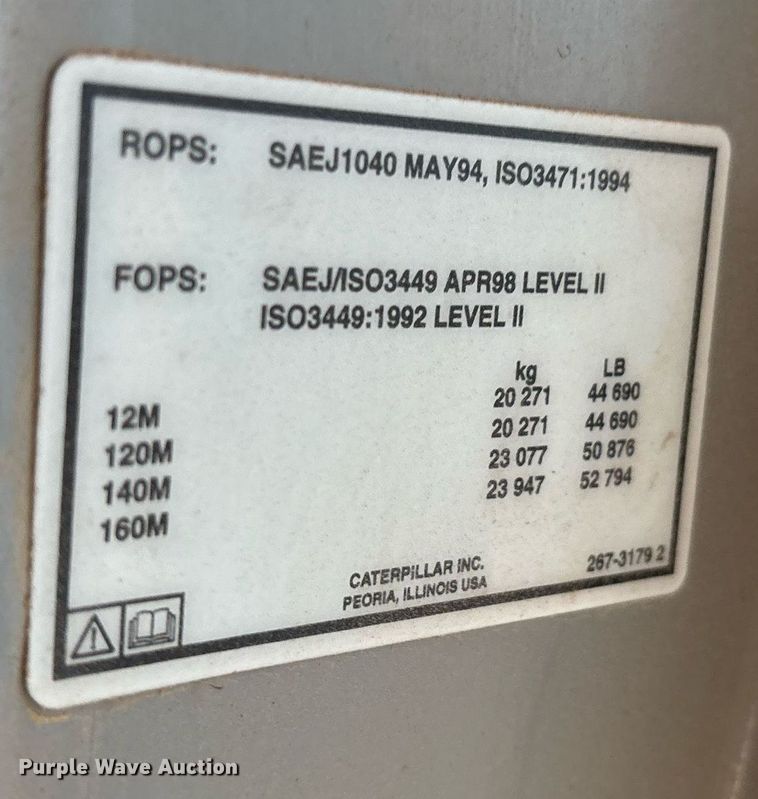 ROPS: SAEJ1040 MAY94, ISO3471:1994
FOPS: SAEJ/ISO3449 APR98 LEVEL II
ISO3449:1992 LEVEL II
kg LB
12M 20 271 44 690
120M 20 271 44 690
140M 23 077 50 876
160M 23 947 52 794
CATERPILLAR INC.
PEORIA, ILLINOIS USA
267-3179 2
Purple Wave Auction